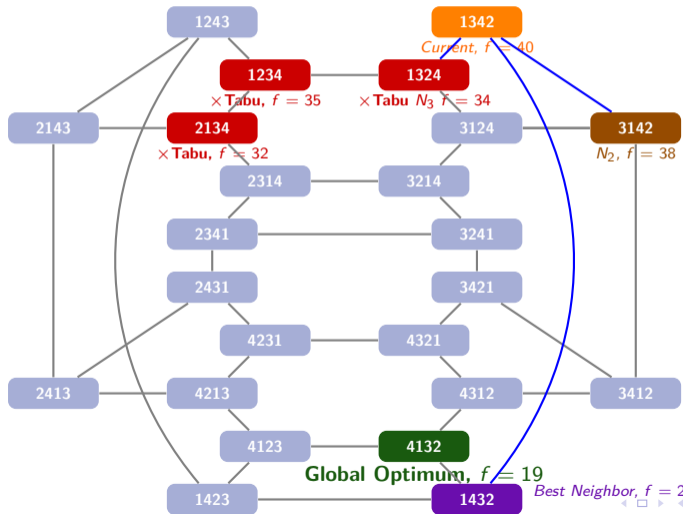 1243 1342
Current, f = 40
1234 1324
×Tabu, f = 35 ×Tabu N3 f = 34
2143 2134 3124 3142
×Tabu, f = 32 N2, f = 38
2314 3214
2341 3241
2431 3421
4231 4321
2413 4213 4312 3412
4123 4132
Global Optimum, f = 19
1423 1432 Best Neighbor, f = 2